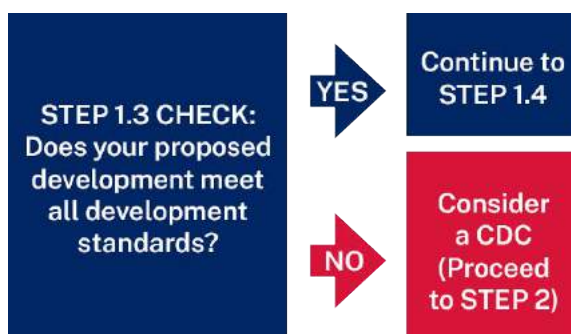 STEP 1.3 CHECK:
Does your proposed
development meet
all development
standards?
YES
Continue to
STEP 1.4
NO
Consider
a CDC
(Proceed
to STEP 2)